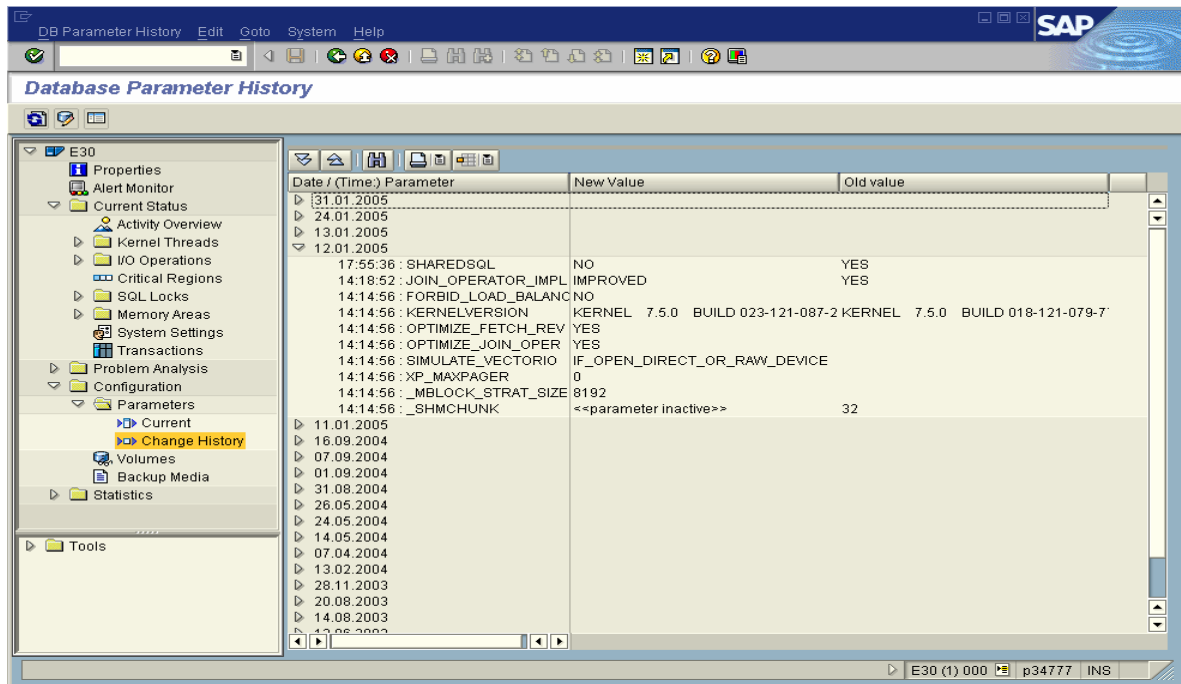 DB Parameter History Edit Goto System Help
SAP
Database Parameter History
E30
Properties
Alert Monitor
Current Status
Activity Overview
Kernel Threads
I/O Operations
Critical Regions
SQL Locks
Memory Areas
System Settings
Transactions
Problem Analysis
Configuration
Parameters
Current
Change History
Volumes
Backup Media
Statistics
Tools
Date / (Time:) Parameter New Value Old value
31.01.2005
24.01.2005
13.01.2005
12.01.2005
17:55:36 : SHAREDSQL NO YES
14:18:52 : JOIN_OPERATOR_IMPL IMPROVED YES
14:14:56 : FORBID_LOAD_BALANC NO
14:14:56 : KERNELVERSION KERNEL 7.5.0 BUILD 023-121-087-2 KERNEL 7.5.0 BUILD 018-121-079-7
14:14:56 : OPTIMIZE_FETCH_REV YES
14:14:56 : OPTIMIZE_JOIN_OPER YES
14:14:56 : SIMULATE_VECTORIO IF_OPEN_DIRECT_OR_RAW_DEVICE
14:14:56 : XP_MAXPAGER 0
14:14:56 : _MBLOCK_STRAT_SIZE 8192
14:14:56 : _SHMCHUNK <<parameter inactive>> 32
11.01.2005
16.09.2004
07.09.2004
01.09.2004
31.08.2004
26.05.2004
24.05.2004
14.05.2004
07.04.2004
13.02.2004
28.11.2003
20.08.2003
14.08.2003
E30 (1) 000 p34777 INS